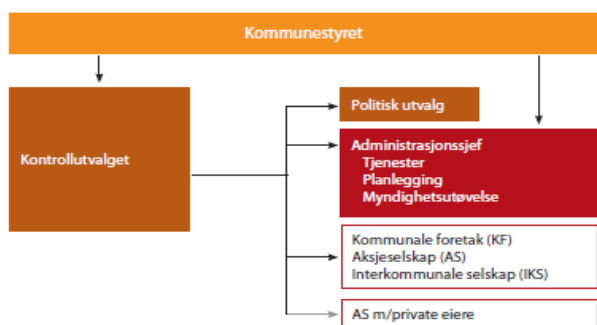 Kommunestyret
Kontrollutvalget
Politisk utvalg
Administrasjonssjef
Tjenester
Planlegging
Myndighetsutøvelse
Kommunale foretak (KF)
Aksjeselskap (AS)
Interkommunale selskap (IKS)
AS m/private eiere